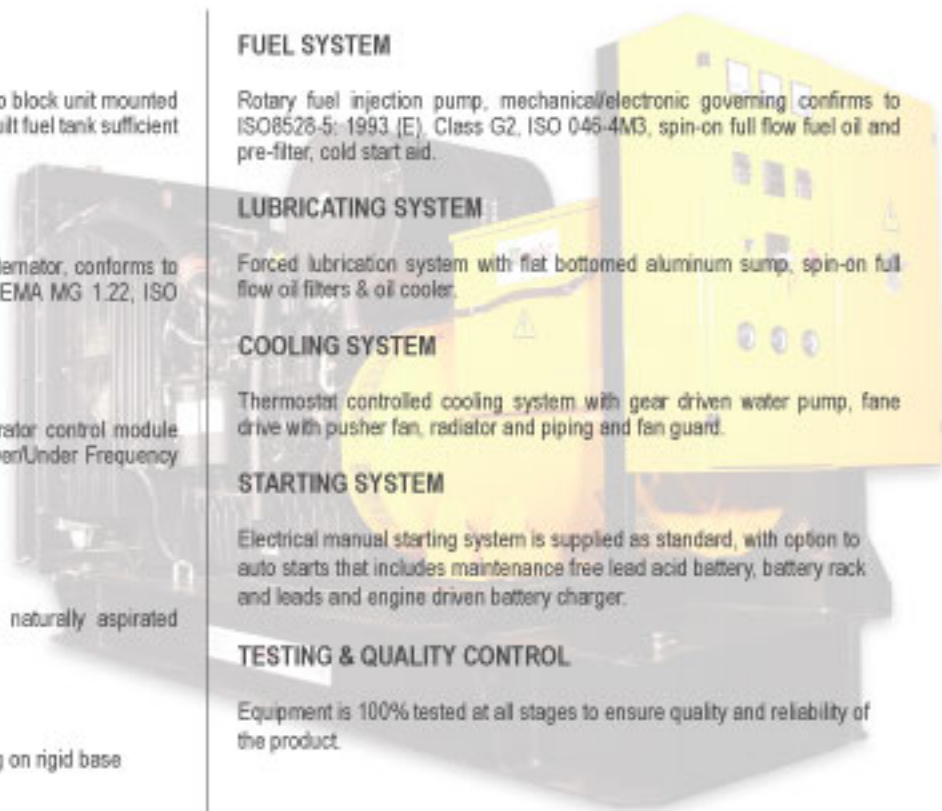 o block unit mounted
uilt fuel tank sufficient
ternator, conforms to
EMA MG 1.22, ISO
rator control module
ver/Under Frequency
naturally aspirated
g on rigid base
FUEL SYSTEM
Rotary fuel injection pump, mechanical/electronic governing confirms to
ISO8528-5: 1993 (E), Class G2, ISO 046-4M3, spin-on full flow fuel oil and
pre-filter, cold start aid.
LUBRICATING SYSTEM
Forced lubrication system with flat bottomed aluminum sump, spin-on full
flow oil filters & oil cooler.
COOLING SYSTEM
Thermostat controlled cooling system with gear driven water pump, fane
drive with pusher fan, radiator and piping and fan guard.
STARTING SYSTEM
Electrical manual starting system is supplied as standard, with option to
auto starts that includes maintenance free lead acid battery, battery rack
and leads and engine driven battery charger.
TESTING & QUALITY CONTROL
Equipment is 100% tested at all stages to ensure quality and reliability of
the product.